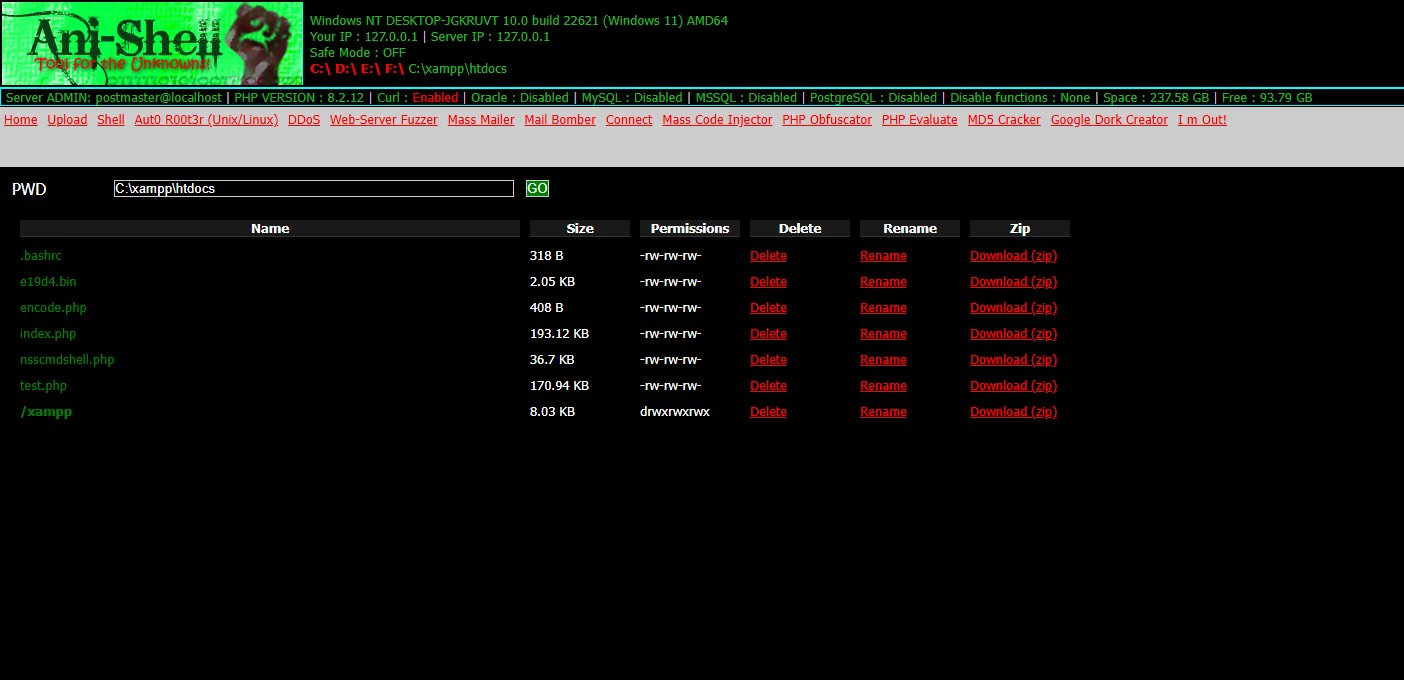 Ani-Shell
Tool for the Unknowns!
Windows NT DESKTOP-JGKRUVT 10.0 build 22621 (Windows 11) AMD64
Your IP : 127.0.0.1 | Server IP : 127.0.0.1
Safe Mode : OFF
C:\ D:\ E:\ F:\ C:\xampp\htdocs
Server ADMIN: postmaster@localhost | PHP VERSION : 8.2.12 | Curl : Enabled | Oracle : Disabled | MySQL : Disabled | MSSQL : Disabled | PostgreSQL : Disabled | Disable functions : None | Space : 237.58 GB | Free : 93.79 GB
Home Upload Shell Aut0 R00t3r (Unix/Linux) DDoS Web-Server Fuzzer Mass Mailer Mail Bomber Connect Mass Code Injector PHP Obfuscator PHP Evaluate MD5 Cracker Google Dork Creator I m Out!
PWD C:\xampp\htdocs GO
Name Size Permissions Delete Rename Zip
.bashrc 318 B -rw-rw-rw- Delete Rename Download (zip)
e19d4.bin 2.05 KB -rw-rw-rw- Delete Rename Download (zip)
encode.php 408 B -rw-rw-rw- Delete Rename Download (zip)
index.php 193.12 KB -rw-rw-rw- Delete Rename Download (zip)
nsscmdshell.php 36.7 KB -rw-rw-rw- Delete Rename Download (zip)
test.php 170.94 KB -rw-rw-rw- Delete Rename Download (zip)
/xampp 8.03 KB drwxrwxrwx Delete Rename Download (zip)